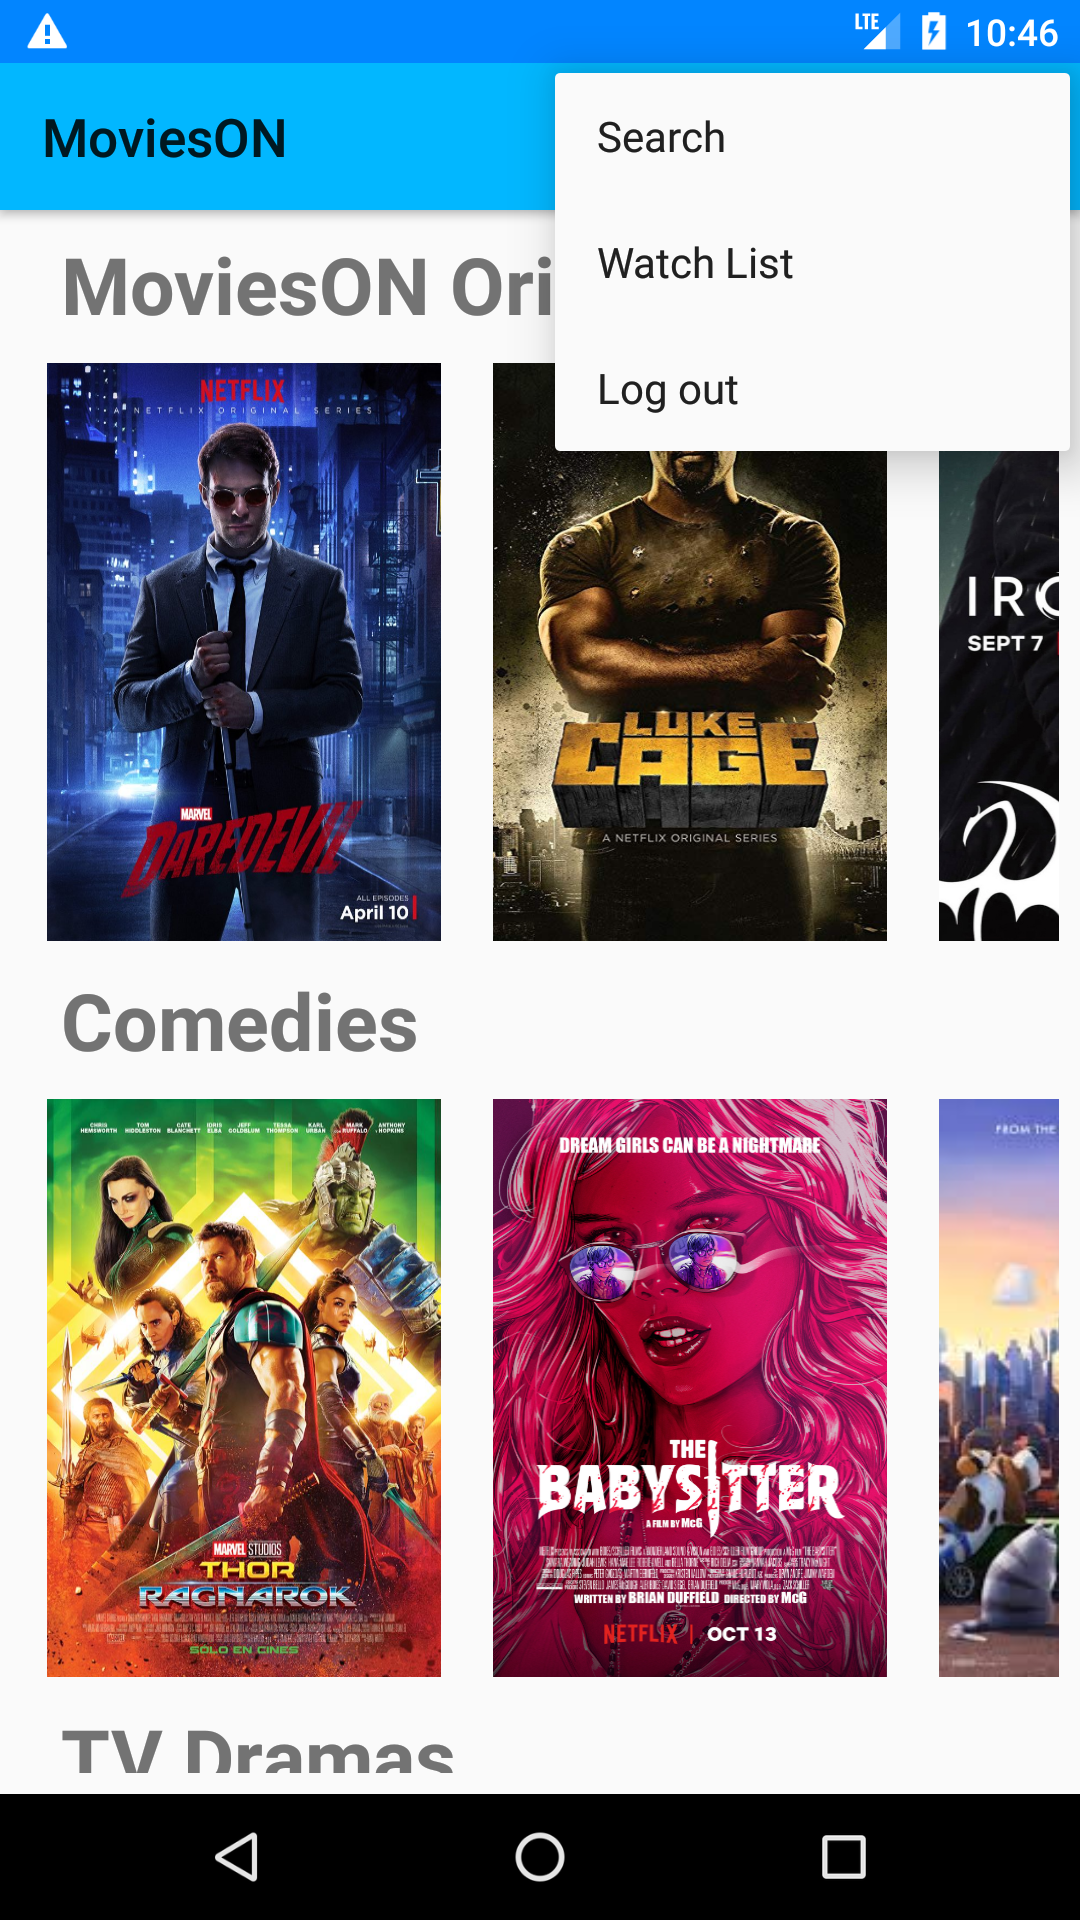 LTE 10:46
MoviesON
Search
Watch List
Log out
MoviesON Ori
NETFLIX
A NETFLIX ORIGINAL SERIES
MARVEL
DAREDEVIL
ALL EPISODES
April 10
LUKE
CAGE
A NETFLIX ORIGINAL SERIES
IRO
SEPT 7
Comedies
CHRIS HEMSWORTH TOM HIDDLESTON CATE BLANCHETT IDRIS ELBA JEFF GOLDBLUM TESSA THOMPSON KARL URBAN MARK RUFFALO ANTHONY HOPKINS
MARVEL STUDIOS
THOR
RAGNAROK
SOLO EN CINES
DREAM GIRLS CAN BE A NIGHTMARE
THE
BABYSITTER
A FILM BY McG
WRITTEN BY BRIAN DUFFIELD DIRECTED BY McG
NETFLIX | OCT 13
FROM THE
TV Dramas